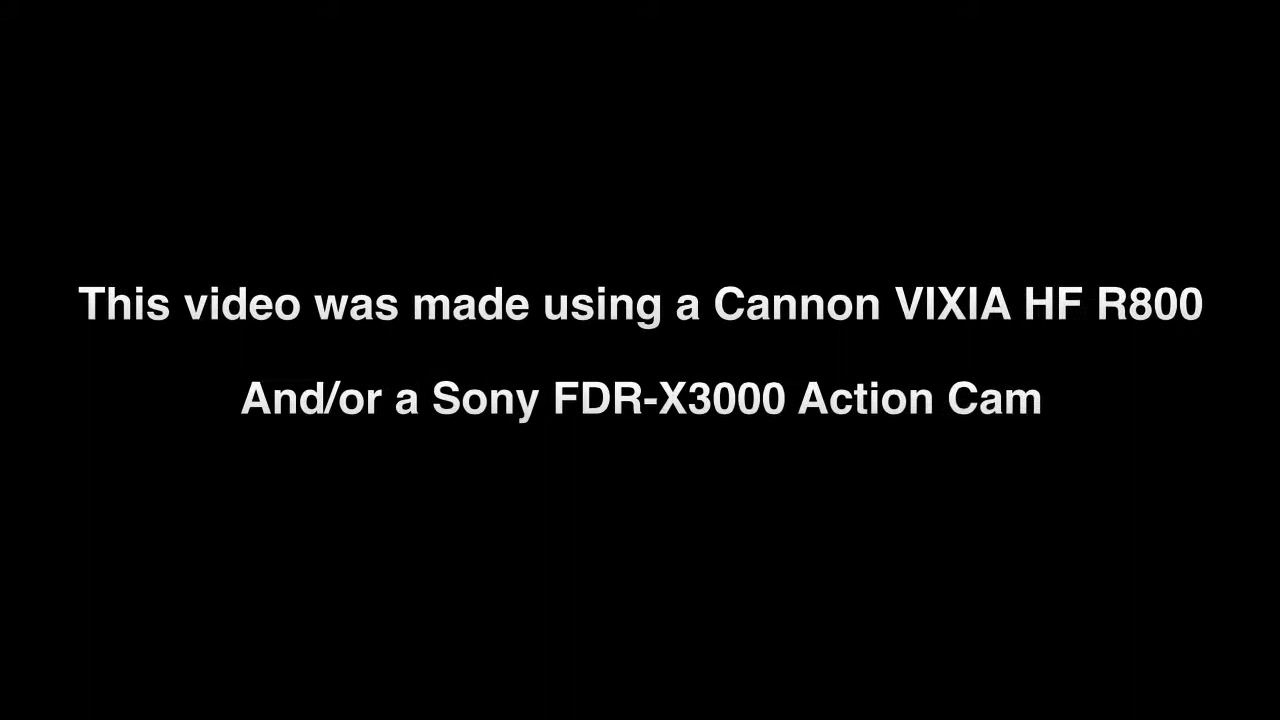 This video was made using a Cannon VIXIA HF R800
And/or a Sony FDR-X3000 Action Cam